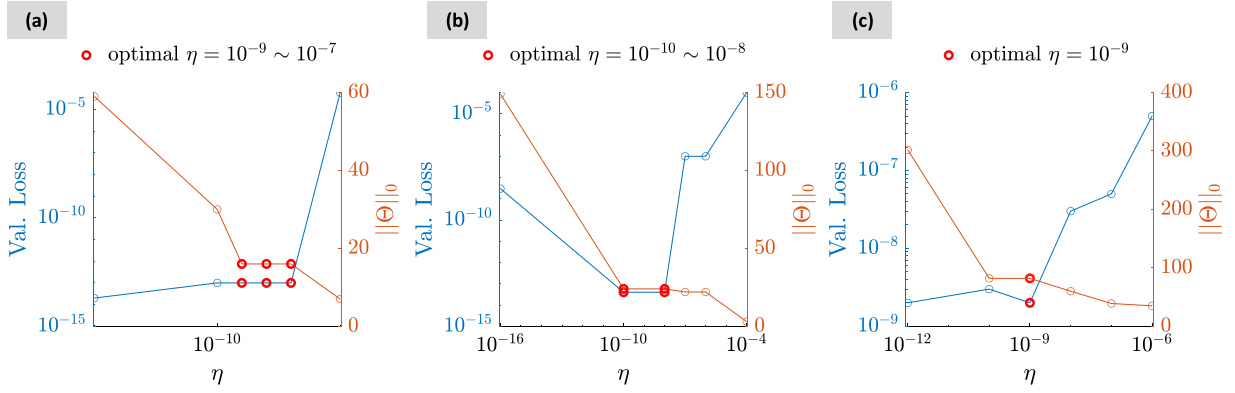 (a)
optimal η = 10⁻⁹ ∼ 10⁻⁷
10⁻⁵
10⁻¹⁰
10⁻¹⁵
Val. Loss
60
40
20
0
||Θ||₀
10⁻¹⁰
η
(b)
optimal η = 10⁻¹⁰ ∼ 10⁻⁸
10⁻⁵
10⁻¹⁰
10⁻¹⁵
Val. Loss
150
100
50
0
||Θ||₀
10⁻¹⁶ 10⁻¹⁰ 10⁻⁴
η
(c)
optimal η = 10⁻⁹
10⁻⁶
10⁻⁷
10⁻⁸
10⁻⁹
Val. Loss
400
300
200
100
0
||Θ||₀
10⁻¹² 10⁻⁹ 10⁻⁶
η